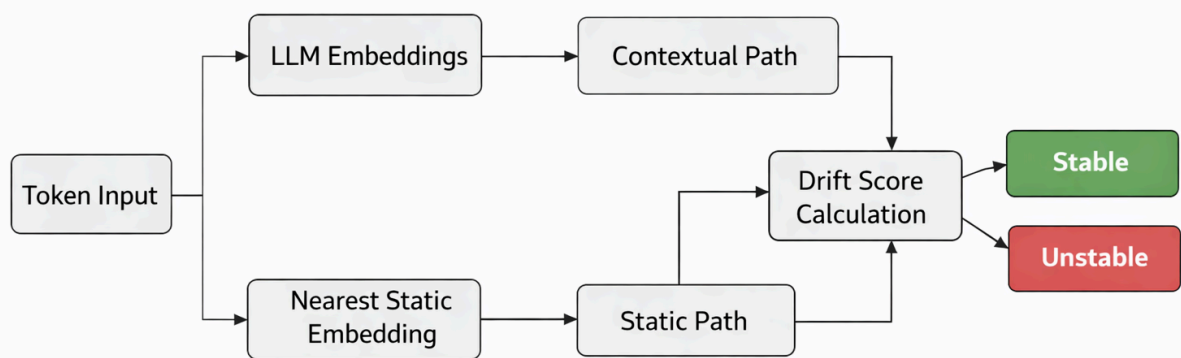 LLM Embeddings
Contextual Path
Token Input
Drift Score
Calculation
Stable
Unstable
Nearest Static
Embedding
Static Path